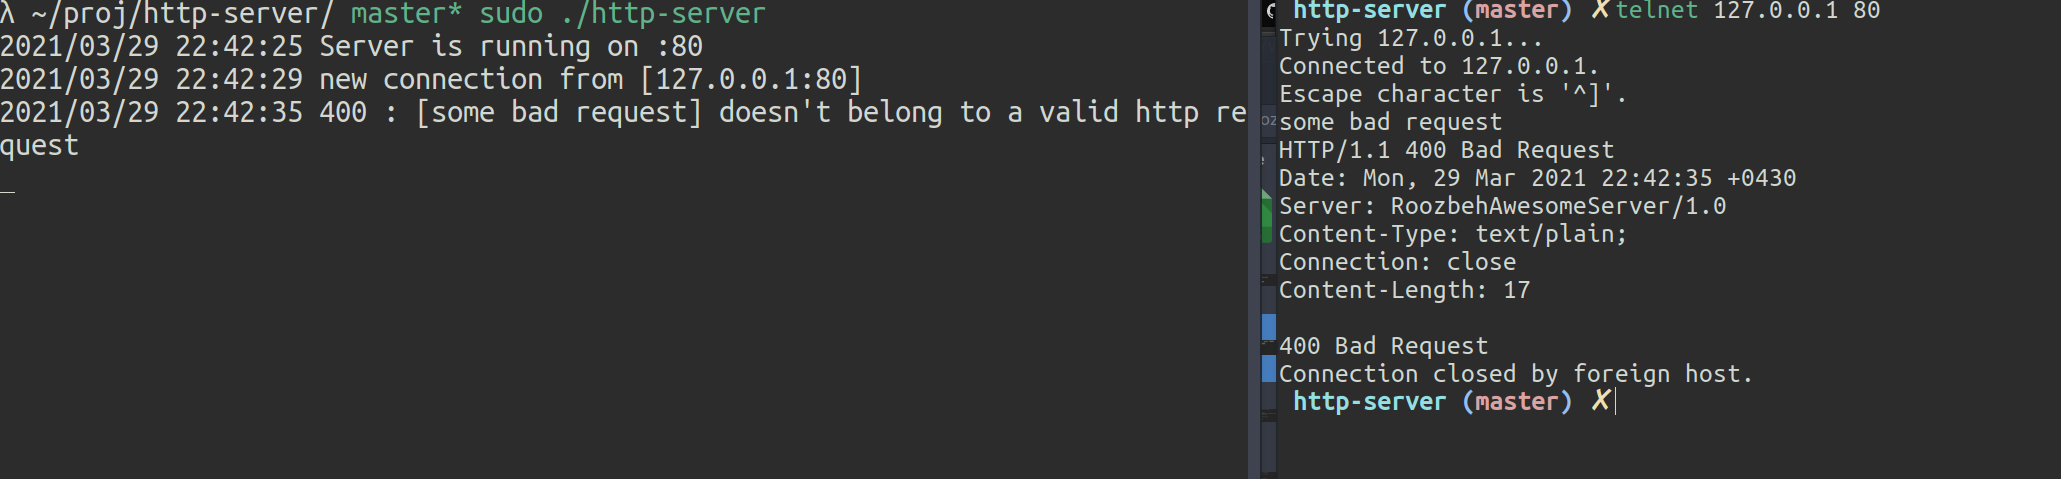 λ ~/proj/http-server/ master* sudo ./http-server
2021/03/29 22:42:25 Server is running on :80
2021/03/29 22:42:29 new connection from [127.0.0.1:80]
2021/03/29 22:42:35 400 : [some bad request] doesn't belong to a valid http re
quest
http-server (master) ✗telnet 127.0.0.1 80
Trying 127.0.0.1...
Connected to 127.0.0.1.
Escape character is '^]'.
some bad request
HTTP/1.1 400 Bad Request
Date: Mon, 29 Mar 2021 22:42:35 +0430
Server: RoozbehAwesomeServer/1.0
Content-Type: text/plain;
Connection: close
Content-Length: 17

400 Bad Request
Connection closed by foreign host.
http-server (master) ✗